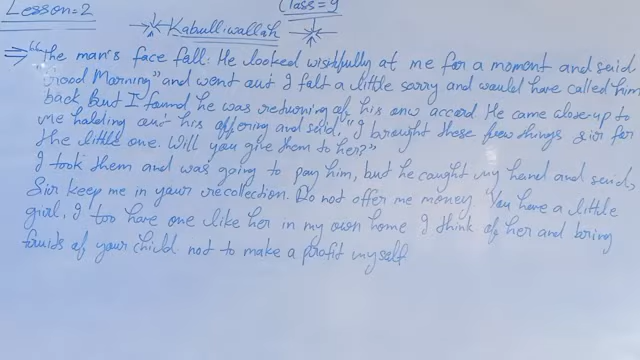 Lesson=2
Class=9
Kabulliwallah
"The man's face fall. He looked wishfully at me for a moment and said
"Good Morning" and went out I falt a little sorry and would have called him
back But I found he was returning of his onw accord. He came close up to
me holding out his offering and said, "I brought these few things sir for
the little one. Will you give them to her?"
I took them and was going to pay him, but he caught my hand and said,
Sir keep me in your recollection. Do not offer me money. You have a little
girl, I too have one like her in my own home I think of her and bring
fruids of your child. not to make a profit myself